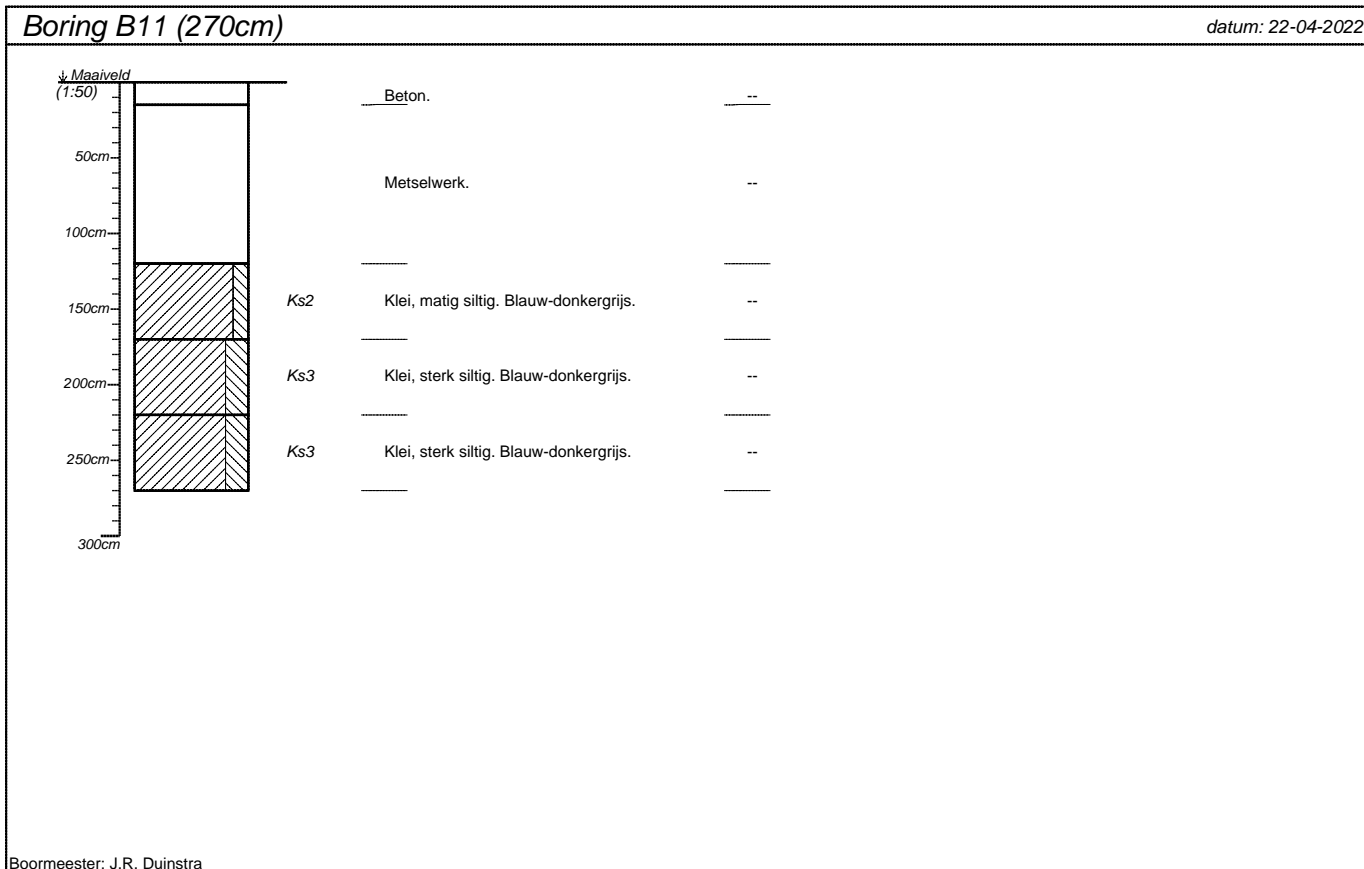 Boring B11 (270cm) datum: 22-04-2022
Maaiveld
(1:50) Beton. --
50cm
Metselwerk. --
100cm
150cm Ks2 Klei, matig siltig. Blauw-donkergrijs. --
200cm Ks3 Klei, sterk siltig. Blauw-donkergrijs. --
250cm Ks3 Klei, sterk siltig. Blauw-donkergrijs. --
300cm
Boormeester: J.R. Duinstra